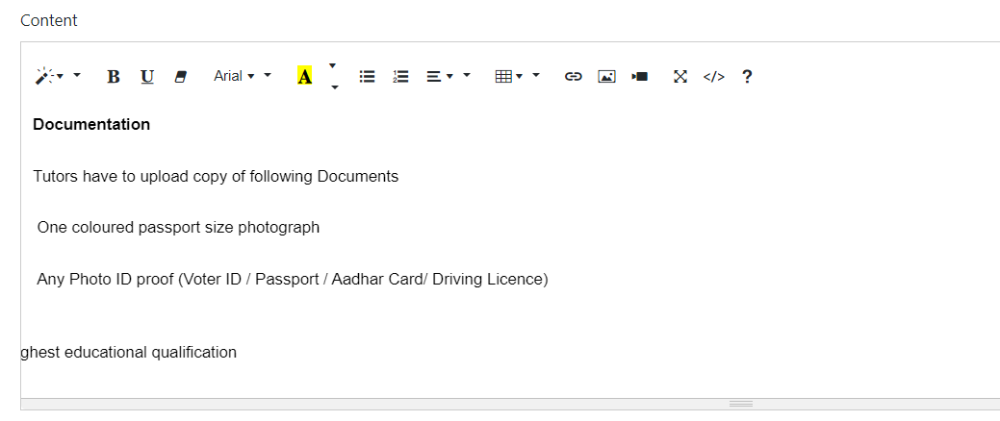 Content
B U Arial A </> ?
Documentation
Tutors have to upload copy of following Documents
One coloured passport size photograph
Any Photo ID proof (Voter ID / Passport / Aadhar Card/ Driving Licence)
ghest educational qualification